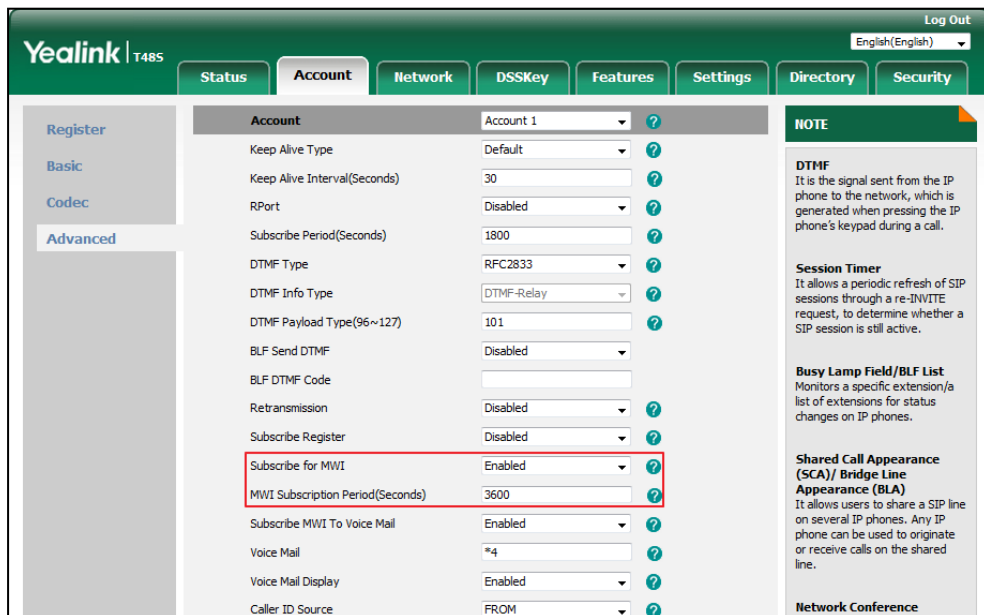 Log Out
Yealink T48S
English(English)
Status Account Network DSSKey Features Settings Directory Security
Register
Basic
Codec
Advanced
Account Account 1 ?
Keep Alive Type Default ?
Keep Alive Interval(Seconds) 30 ?
RPort Disabled ?
Subscribe Period(Seconds) 1800 ?
DTMF Type RFC2833 ?
DTMF Info Type DTMF-Relay ?
DTMF Payload Type(96~127) 101 ?
BLF Send DTMF Disabled
BLF DTMF Code
Retransmission Disabled ?
Subscribe Register Disabled ?
Subscribe for MWI Enabled ?
MWI Subscription Period(Seconds) 3600 ?
Subscribe MWI To Voice Mail Enabled ?
Voice Mail *4 ?
Voice Mail Display Enabled ?
Caller ID Source FROM ?
NOTE
DTMF
It is the signal sent from the IP
phone to the network, which is
generated when pressing the IP
phone's keypad during a call.
Session Timer
It allows a periodic refresh of SIP
sessions through a re-INVITE
request, to determine whether a
SIP session is still active.
Busy Lamp Field/BLF List
Monitors a specific extension/a
list of extensions for status
changes on IP phones.
Shared Call Appearance
(SCA)/ Bridge Line
Appearance (BLA)
It allows users to share a SIP line
on several IP phones. Any IP
phone can be used to originate
or receive calls on the shared
line.
Network Conference